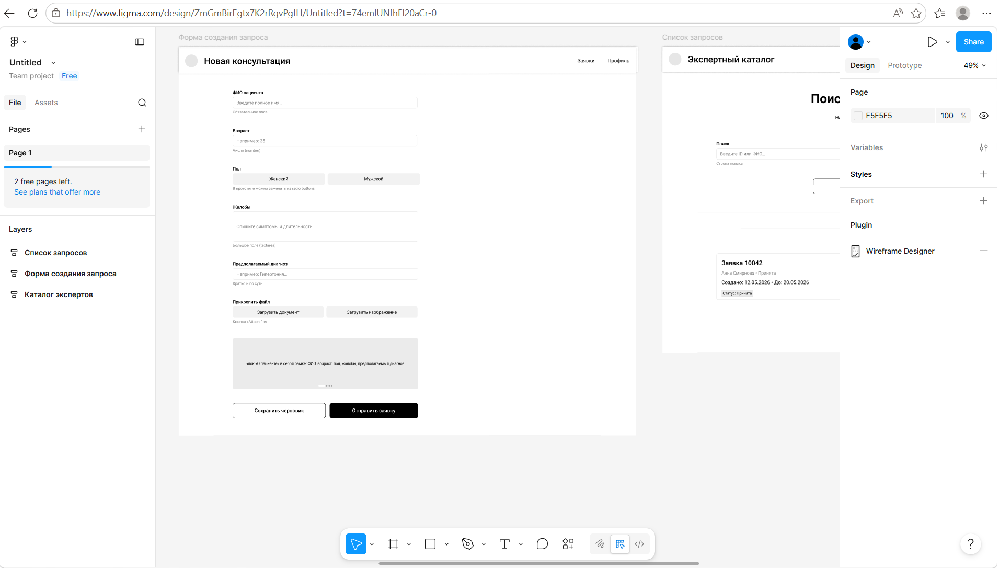 https://www.figma.com/design/ZmGmBirEgtx7K2rRgvPgfH/Untitled?t=74emlUNfhFI20aCr-0
Untitled
Team project Free
File Assets
Pages
Page 1
2 free pages left.
See plans that offer more
Layers
Список запросов
Форма создания запроса
Каталог экспертов
Форма создания запроса
Новая консультация
Заявки Профиль
ФИО пациента
Введите полное имя...
Обязательное поле
Возраст
Например: 35
Число (number)
Пол
Женский Мужской
В прототипе можно заменить на radio buttons
Жалобы
Опишите симптомы и длительность...
Большое поле (textarea)
Предполагаемый диагноз
Например: Гипертония...
Кратко и по сути
Прикрепить файл
Загрузить документ Загрузить изображение
Кнопка «Attach file»
Блок «О пациенте» в серой рамке: ФИО, возраст, пол, жалобы, предполагаемый диагноз.
Сохранить черновик Отправить заявку
Список запросов
Экспертный каталог
Поис
На
Поиск
Введите ID или ФИО...
Строка поиска
Заявка 10042
Анна Смирнова • Принята
Создано: 12.05.2026 • До: 20.05.2026
Статус: Принята
Share
Design Prototype 49%
Page
F5F5F5 100 %
Variables
Styles
Export
Plugin
Wireframe Designer
?